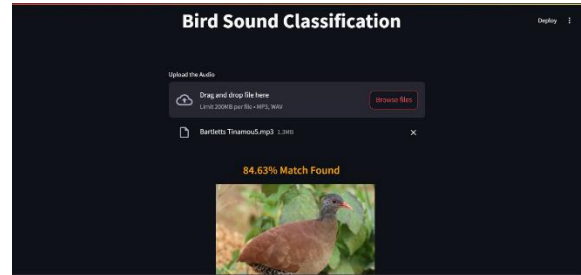 Bird Sound Classification
Deploy
Upload the Audio
Drag and drop file here
Limit 200MB per file • MP3, WAV
Browse files
Bartletts Tinamou5.mp3 1.3MB
84.63% Match Found